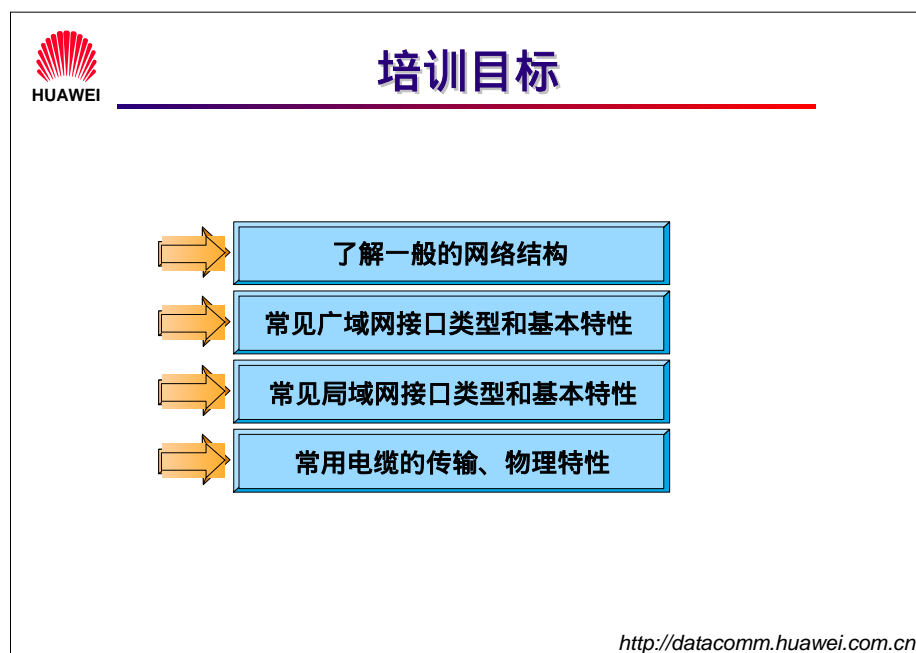 HUAWEI
培训目标
了解一般的网络结构
常见广域网接口类型和基本特性
常见局域网接口类型和基本特性
常用电缆的传输、物理特性
http://datacomm.huawei.com.cn